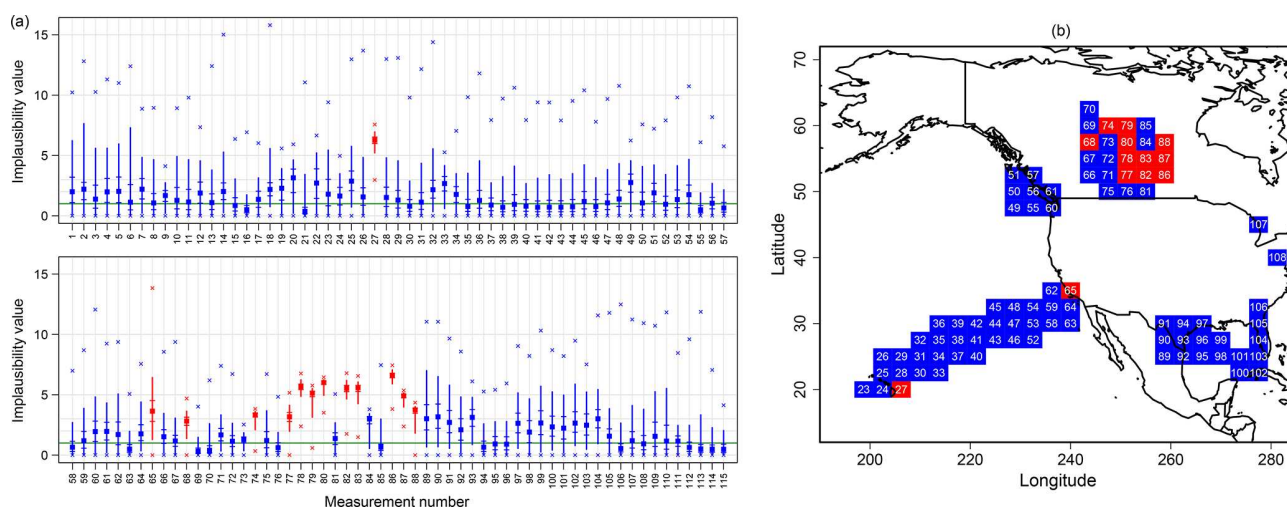 (a)
Implausibility value
15
10
5
0
1 2 3 4 5 6 7 8 9 10 11 12 13 14 15 16 17 18 19 20 21 22 23 24 25 26 27 28 29 30 31 32 33 34 35 36 37 38 39 40 41 42 43 44 45 46 47 48 49 50 51 52 53 54 55 56 57
Implausibility value
15
10
5
0
58 59 60 61 62 63 64 65 66 67 68 69 70 71 72 73 74 75 76 77 78 79 80 81 82 83 84 85 86 87 88 89 90 91 92 93 94 95 96 97 98 99 100 101 102 103 104 105 106 107 108 109 110 111 112 113 114 115
Measurement number
(b)
Latitude
70
60
50
40
30
20
70
69 74 79 85
68 73 80 84 88
67 72 78 83 87
66 71 77 82 86
75 76 81
51 57
50 56 61
49 55 60
107
108
62 65
45 48 54 59 64
36 39 42 44 47 53 58 63
32 35 38 41 43 46 52
26 29 31 34 37 40
25 28 30 33
23 24 27
106
91 94 97 105
90 93 96 99 104
89 92 95 98 101 103
100 102
200 220 240 260 280
Longitude